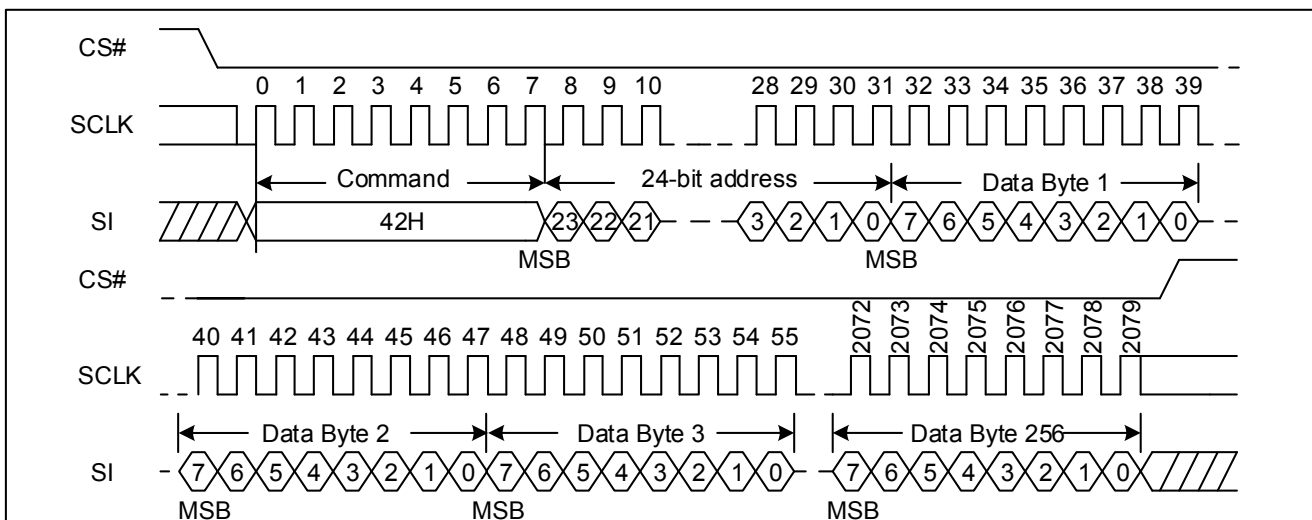 CS#
0 1 2 3 4 5 6 7 8 9 10 28 29 30 31 32 33 34 35 36 37 38 39
SCLK
Command 24-bit address Data Byte 1
SI 42H 23 22 21 3 2 1 0 7 6 5 4 3 2 1 0
MSB MSB
CS#
40 41 42 43 44 45 46 47 48 49 50 51 52 53 54 55 2072 2073 2074 2075 2076 2077 2078 2079
SCLK
Data Byte 2 Data Byte 3 Data Byte 256
SI 7 6 5 4 3 2 1 0 7 6 5 4 3 2 1 0 7 6 5 4 3 2 1 0
MSB MSB MSB